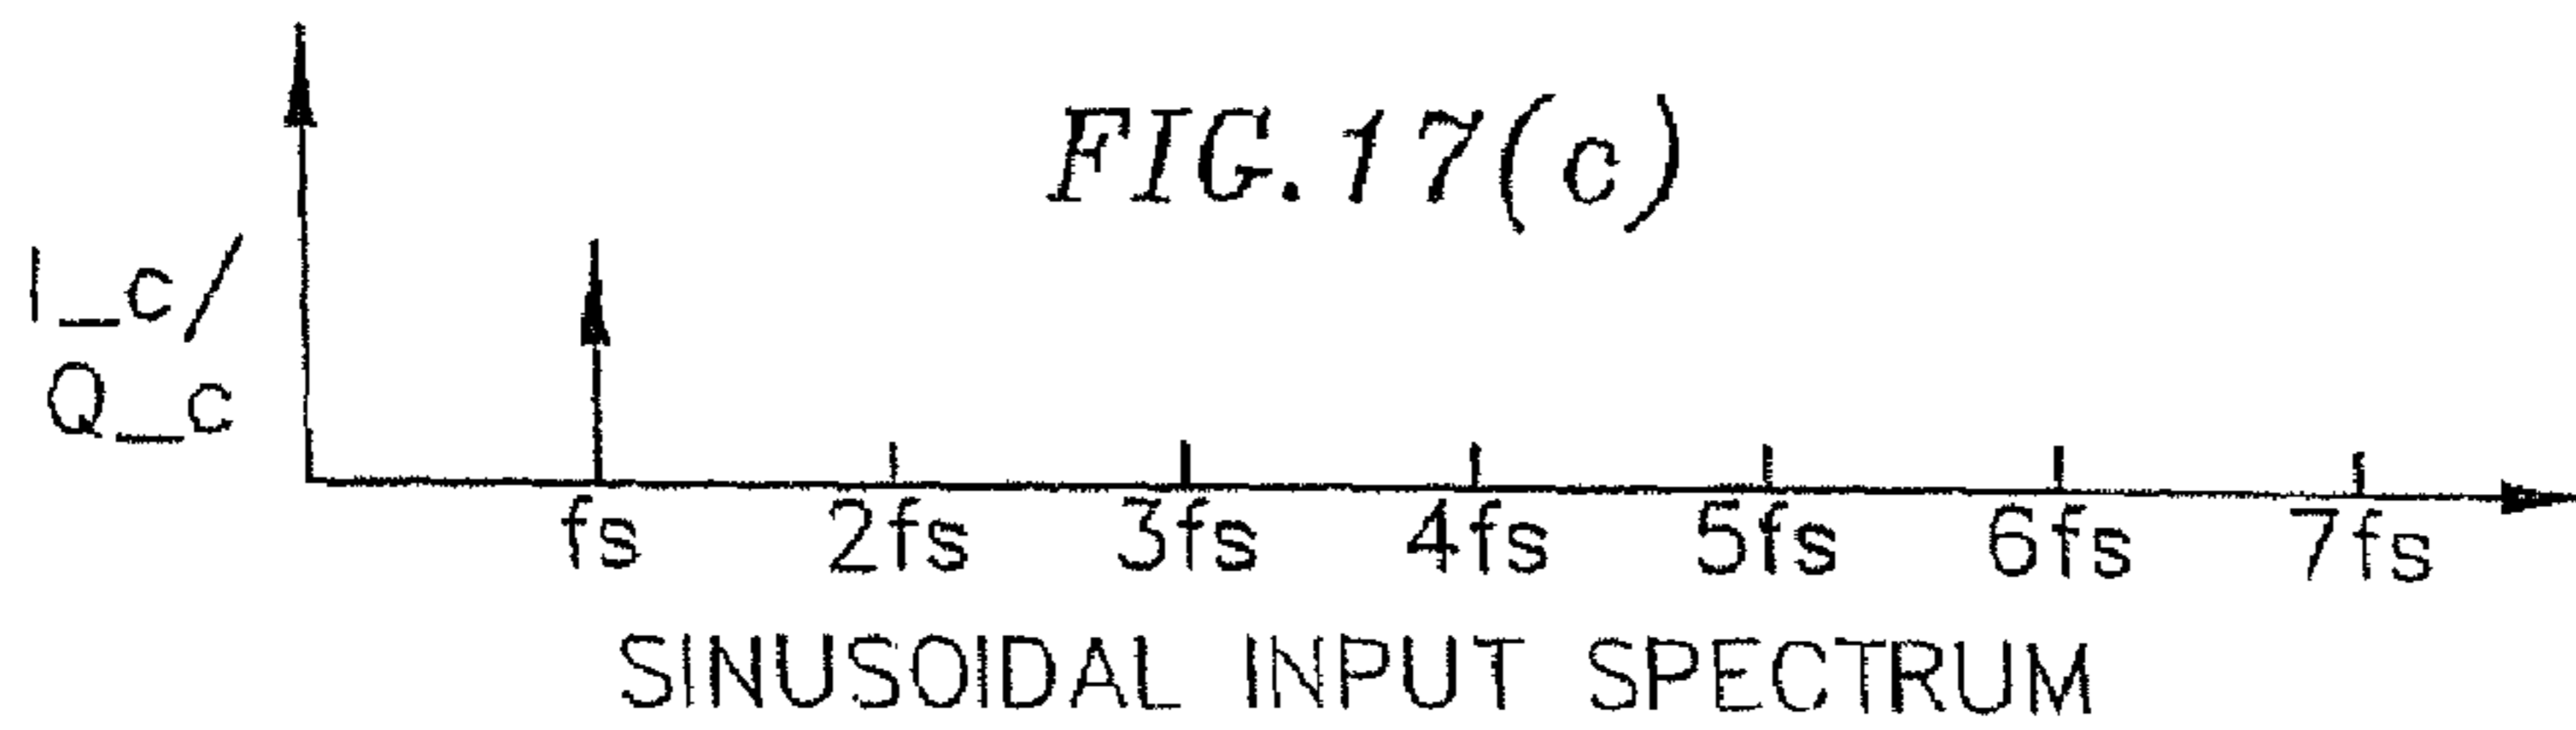 FIG. 17(c)
I_c/
Q_c
fs 2fs 3fs 4fs 5fs 6fs 7fs
SINUSOIDAL INPUT SPECTRUM